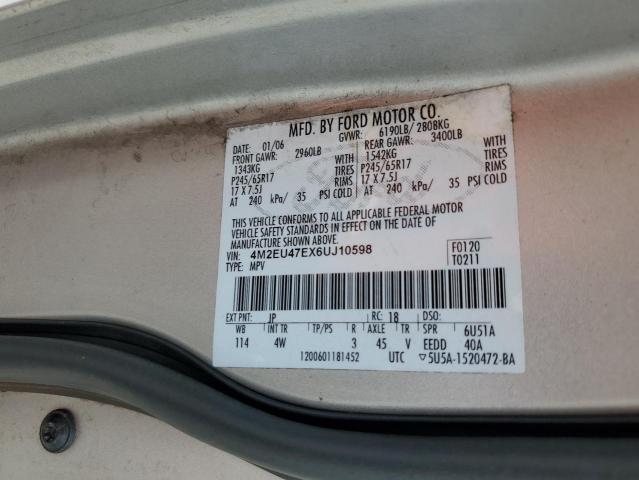 MFD. BY FORD MOTOR CO.
DATE: 01/06 GVWR: 6190LB/ 2808KG
FRONT GAWR: 2960LB REAR GAWR: 3400LB
1343KG WITH 1542KG WITH
P245/65R17 TIRES P245/65R17 TIRES
17 X 7.5J RIMS 17 X 7.5J RIMS
AT 240 kPa/ 35 PSI COLD AT 240 kPa/ 35 PSI COLD
THIS VEHICLE CONFORMS TO ALL APPLICABLE FEDERAL MOTOR
VEHICLE SAFETY STANDARDS IN EFFECT ON THE DATE OF
MANUFACTURE SHOWN ABOVE.
VIN: 4M2EU47EX6UJ10598 F0120
TYPE: MPV T0211
EXT PNT: JP RC: 18 DSO:
WB INT TR TP/PS R AXLE TR SPR 6U51A
114 4W 3 45 V EEDD 40A
1200601181452 UTC ▽5U5A-1520472-BA